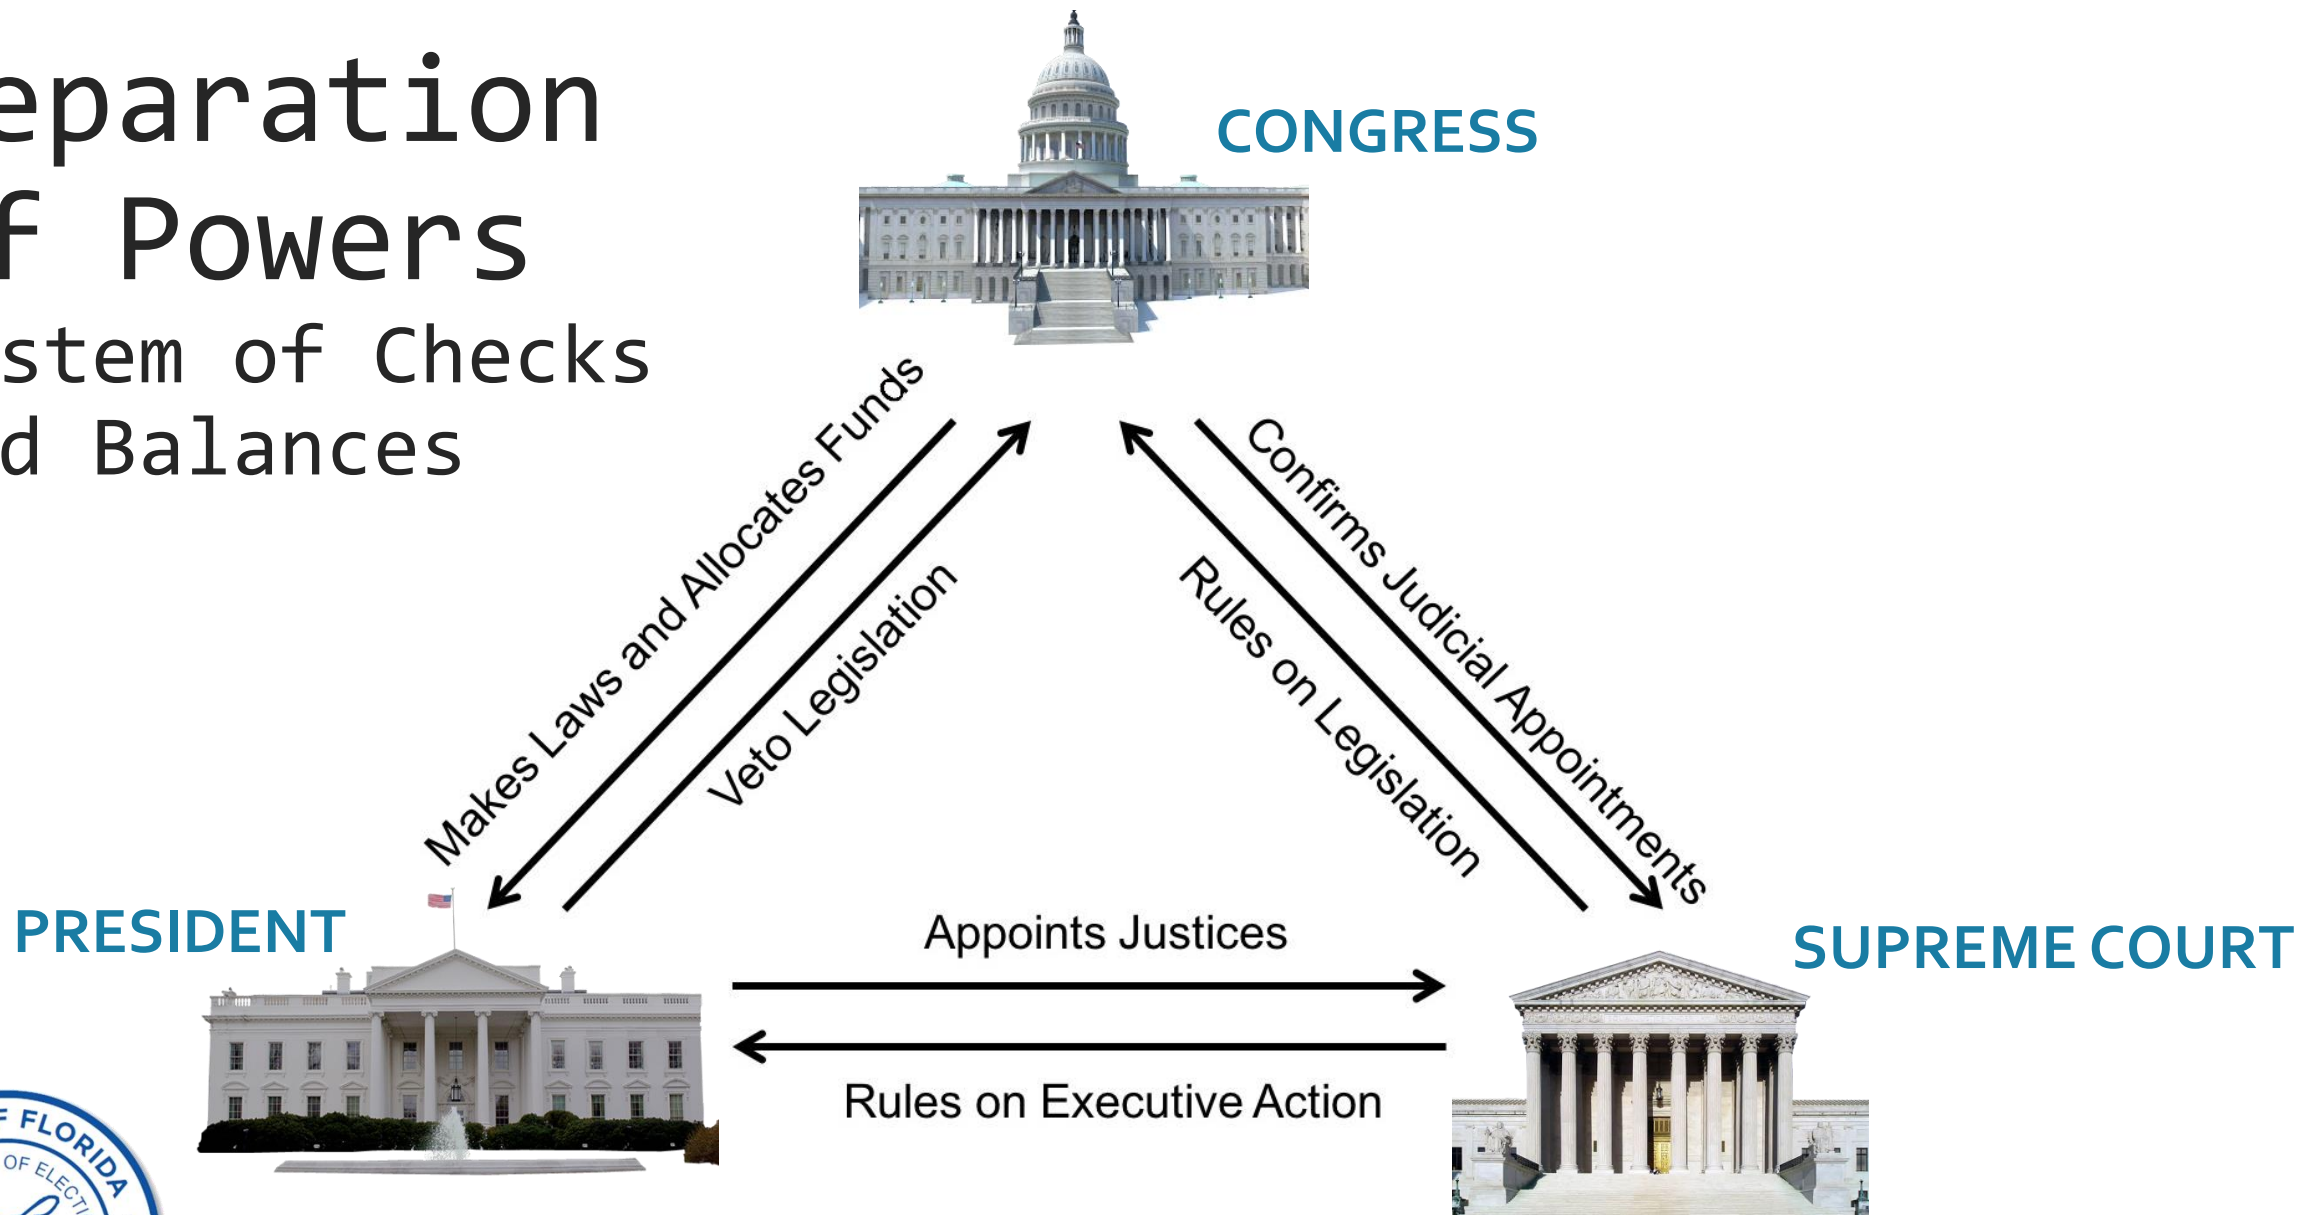 eparation
f Powers
stem of Checks
d Balances
CONGRESS
Makes Laws and Allocates Funds
Veto Legislation
Confirms Judicial Appointments
Rules on Legislation
PRESIDENT
Appoints Justices
SUPREME COURT
Rules on Executive Action
F FLORIDA
OF ELECTI